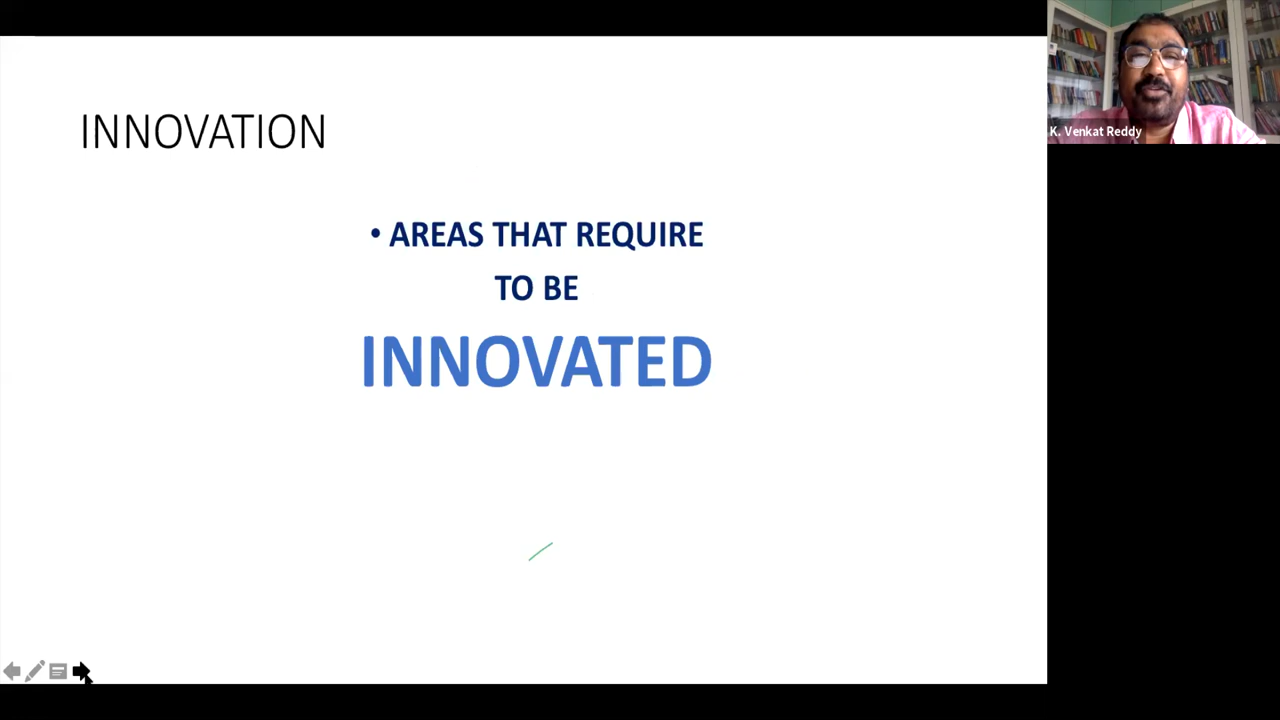 INNOVATION
• AREAS THAT REQUIRE
TO BE
INNOVATED
K. Venkat Reddy